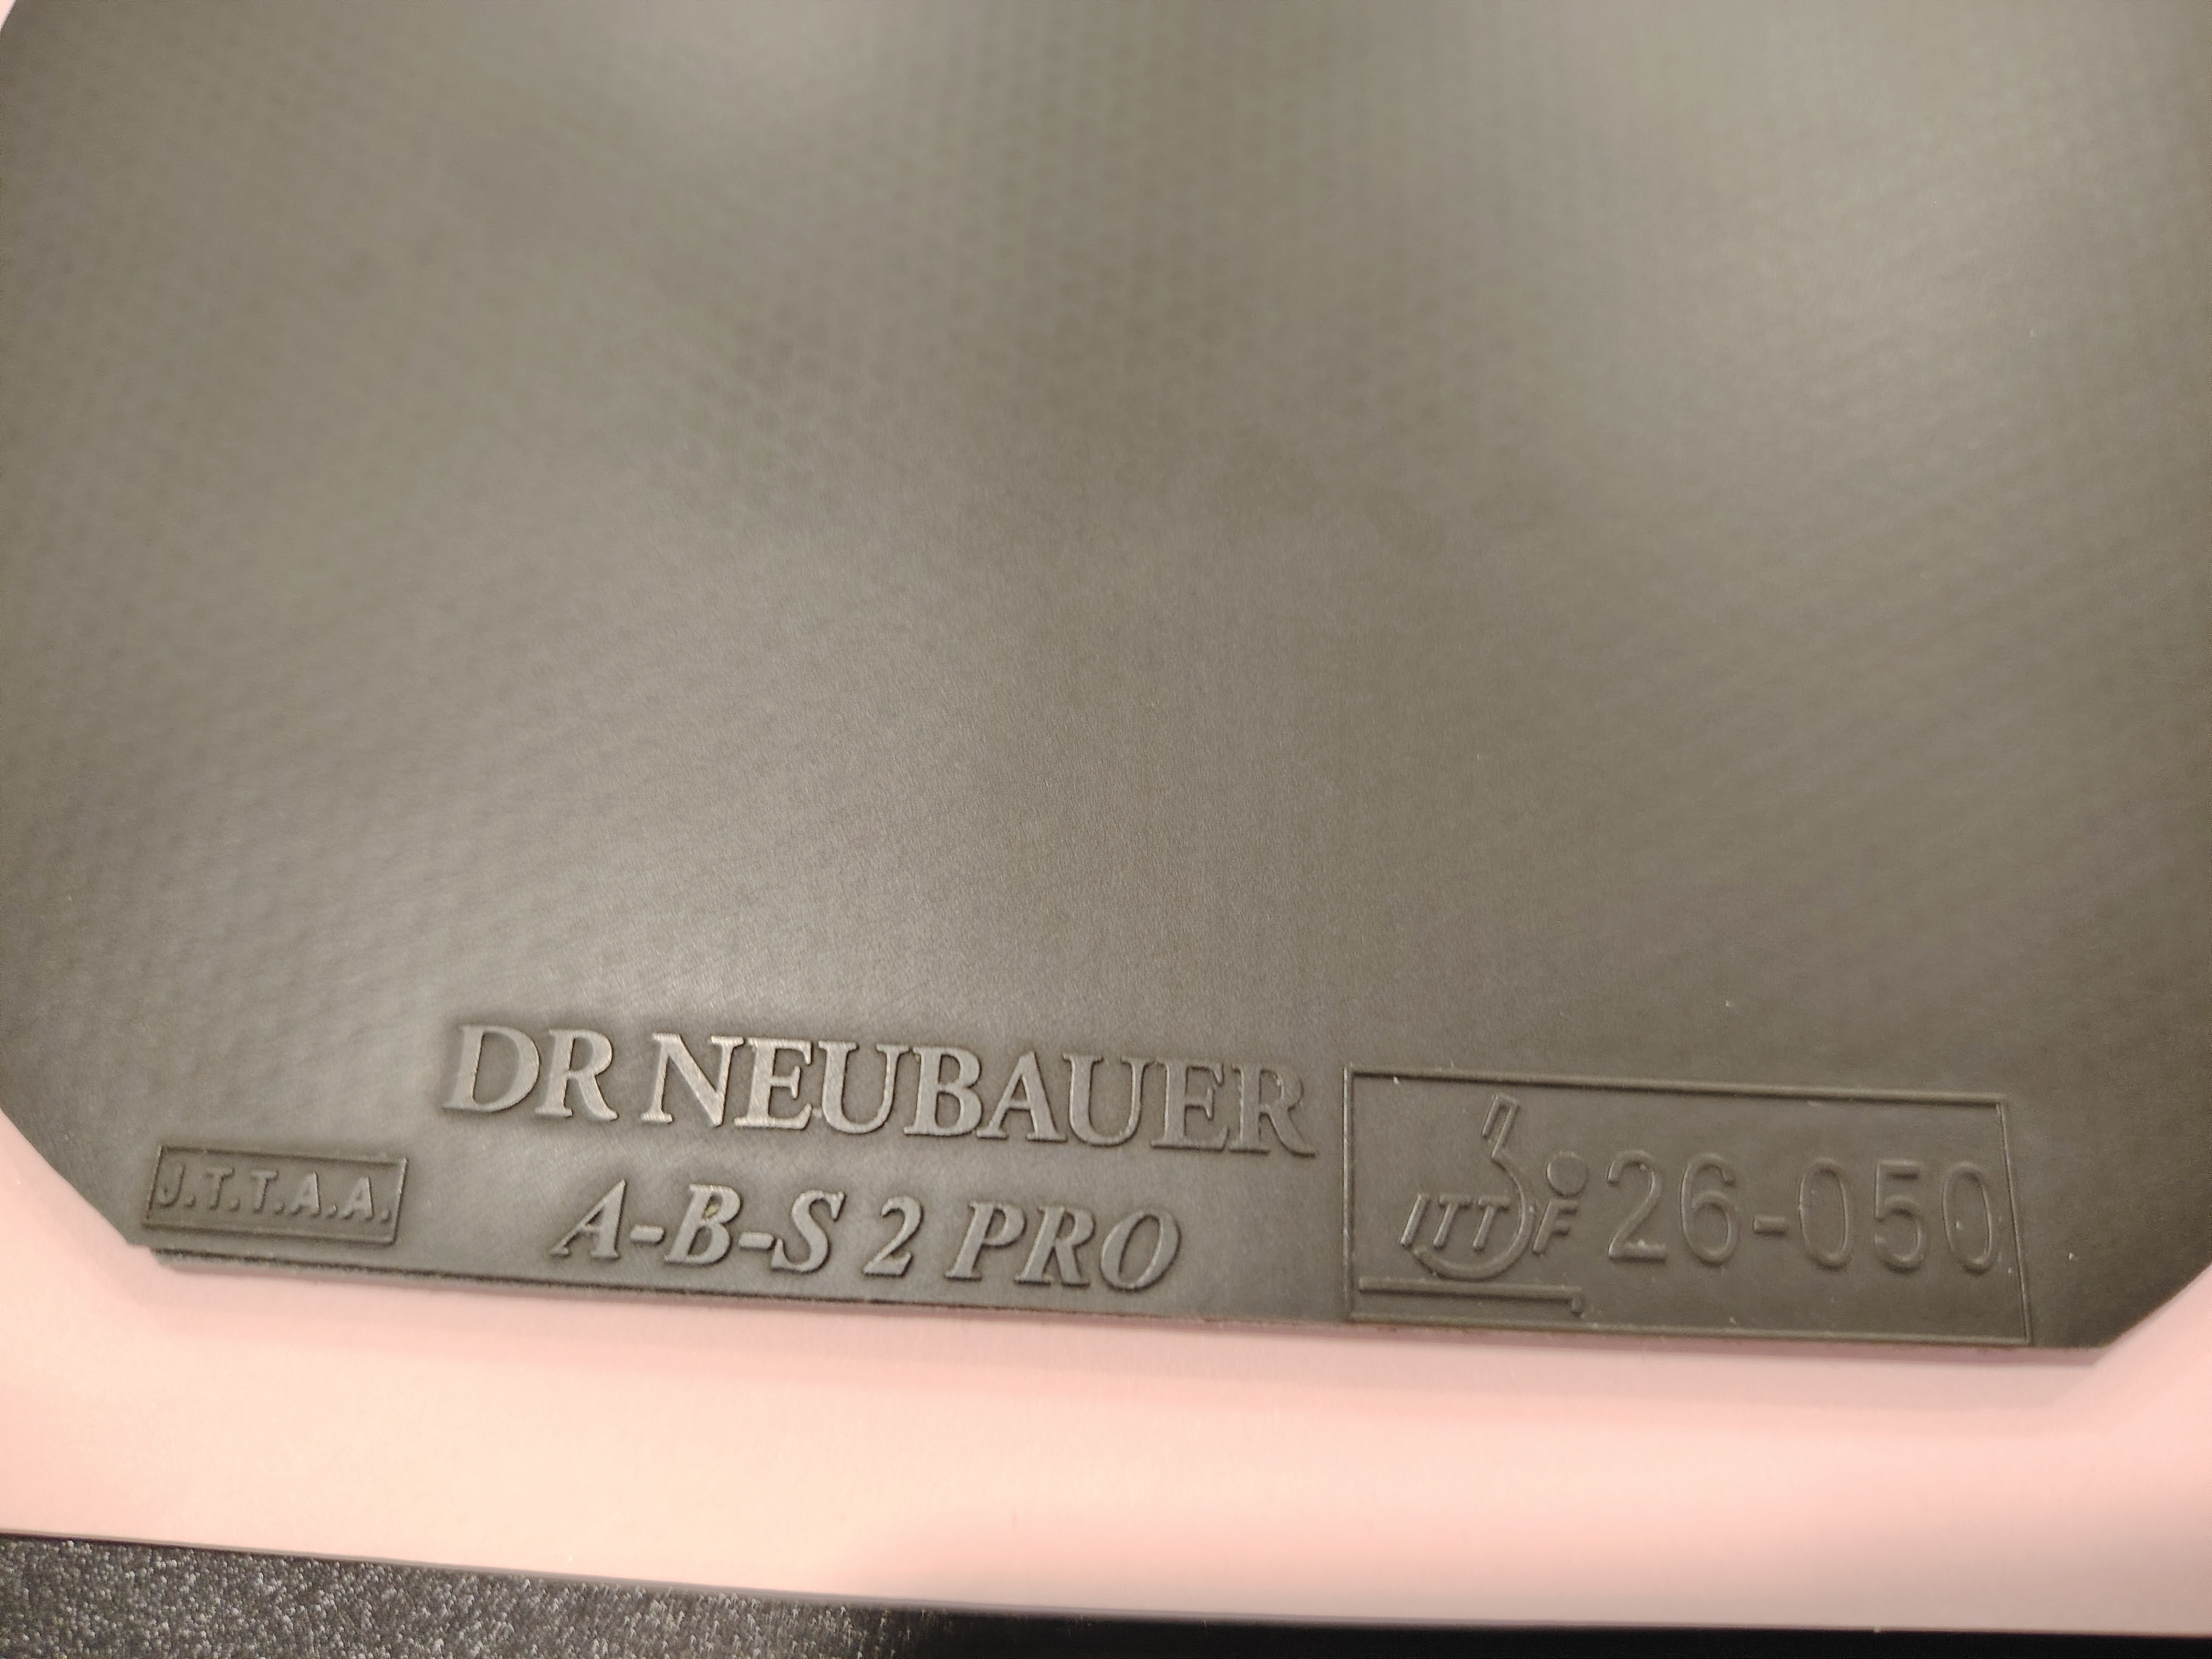 DR NEUBAUER
A-B-S 2 PRO
J.T.T.A.A.
ITTF 26-050